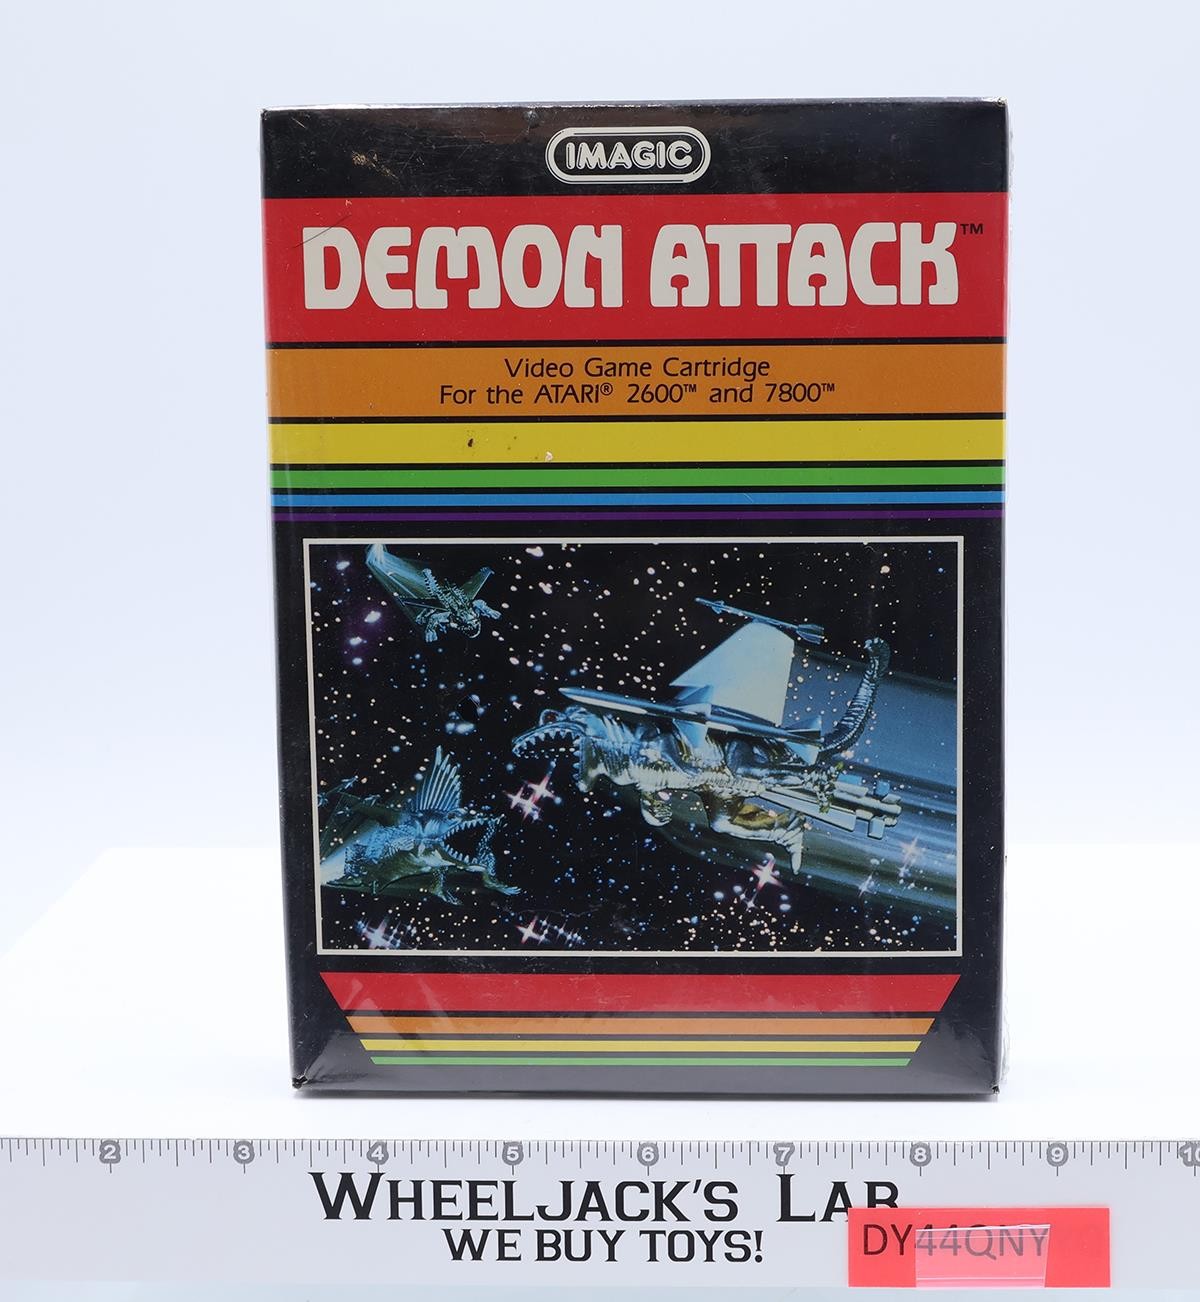 IMAGIC
DEMON ATTACK™
Video Game Cartridge
For the ATARI® 2600™ and 7800™
2 3 4 5 6 7 8 9 10
WHEELJACK'S LAB
WE BUY TOYS!
DY44QNY